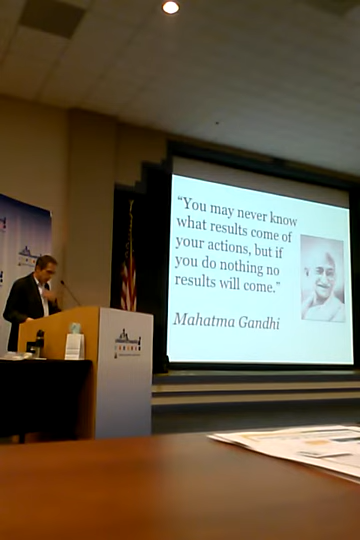 “You may never know
what results come of
your actions, but if
you do nothing no
results will come.”
Mahatma Gandhi